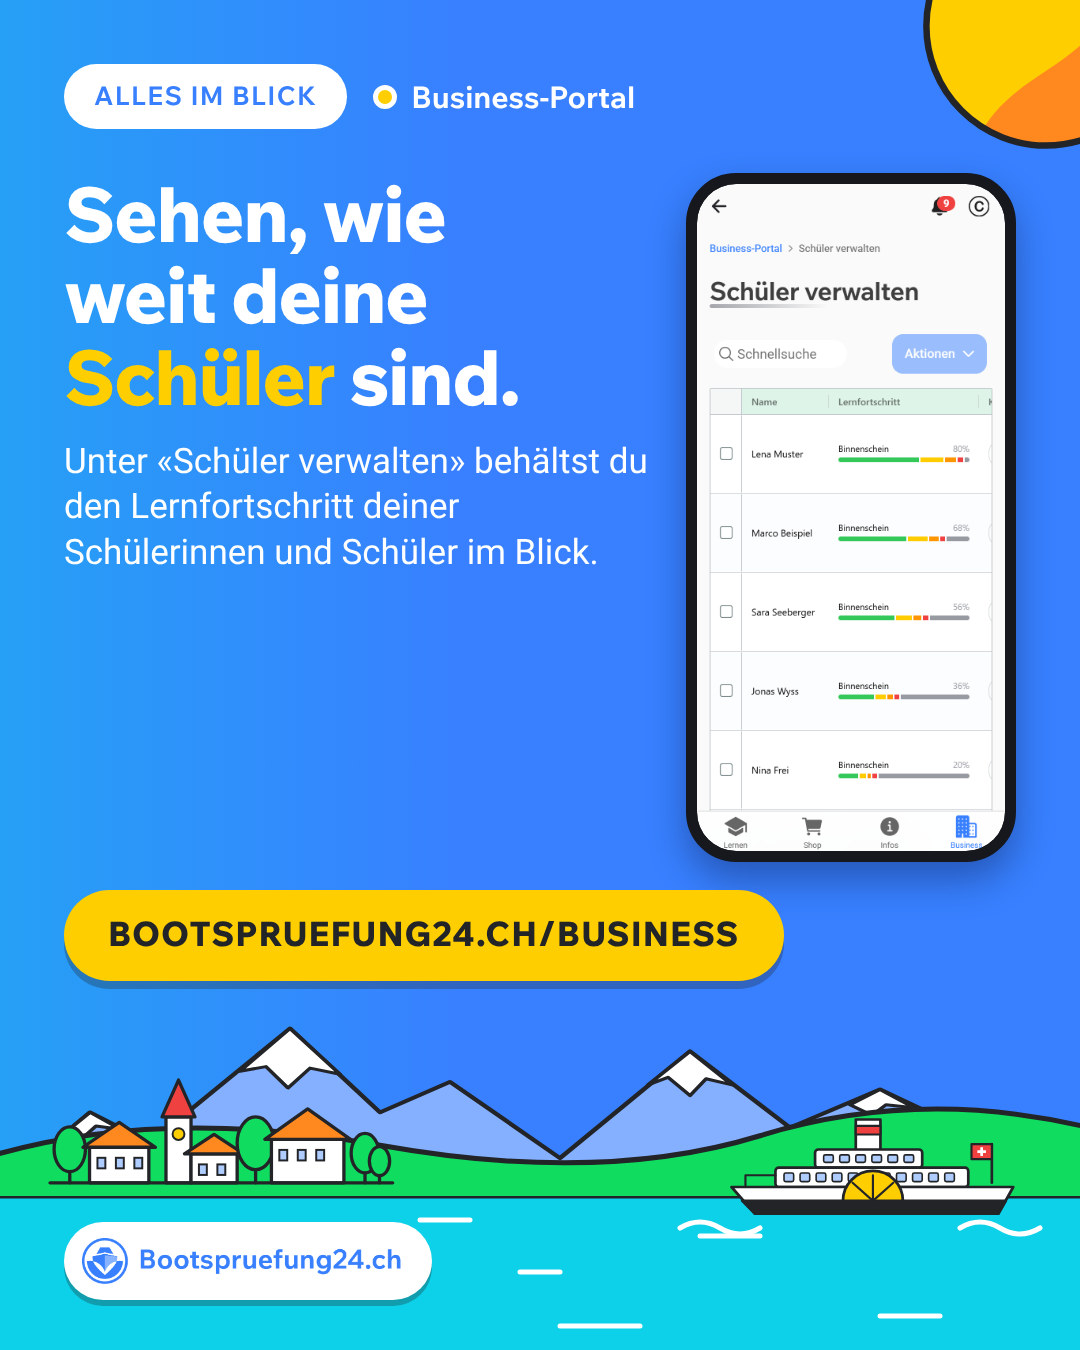 ALLES IM BLICK
Business-Portal
Sehen, wie
weit deine
Schüler sind.
Unter «Schüler verwalten» behältst du
den Lernfortschritt deiner
Schülerinnen und Schüler im Blick.
9
Business-Portal > Schüler verwalten
Schüler verwalten
Schnellsuche
Aktionen
Name Lernfortschritt
Lena Muster Binnenschein 80%
Marco Beispiel Binnenschein 68%
Sara Seeberger Binnenschein 56%
Jonas Wyss Binnenschein 36%
Nina Frei Binnenschein 20%
Lernen Shop Infos Business
BOOTSPRUEFUNG24.CH/BUSINESS
Bootspruefung24.ch